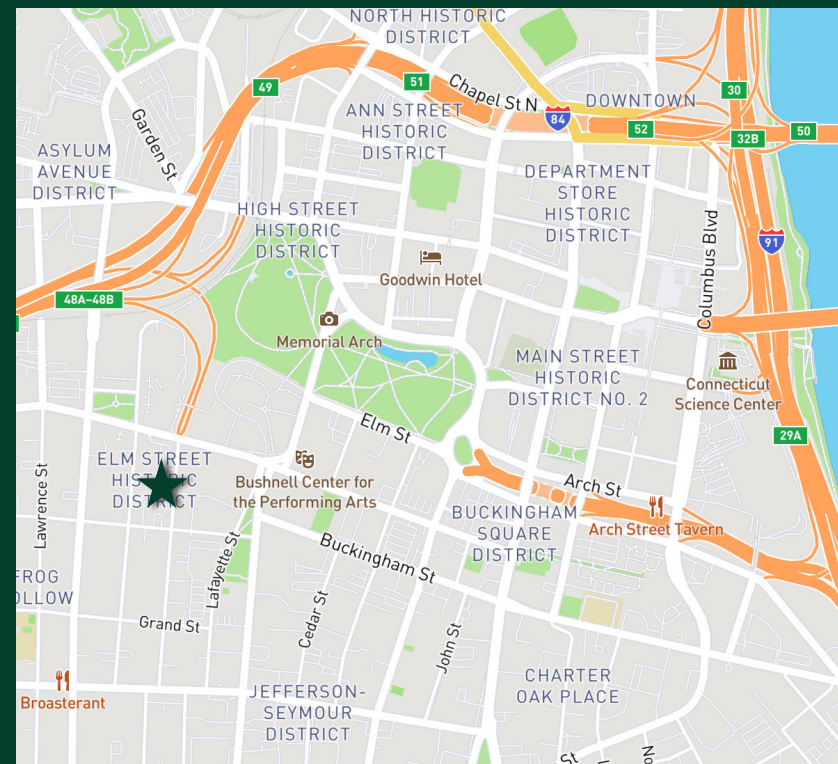 NORTH HISTORIC
DISTRICT
51
49
Chapel St N
30
DOWNTOWN
84
52
32B
50
ANN STREET
HISTORIC
DISTRICT
Garden St
ASYLUM
AVENUE
DISTRICT
DEPARTMENT
STORE
HISTORIC
DISTRICT
HIGH STREET
HISTORIC
DISTRICT
91
Columbus Blvd
Goodwin Hotel
48A–48B
Memorial Arch
MAIN STREET
HISTORIC
DISTRICT NO. 2
Connecticut
Science Center
Elm St
29A
ELM STREET
DISTRICT
Lawrence St
Bushnell Center for
the Performing Arts
Arch St
Arch Street Tavern
BUCKINGHAM
SQUARE
DISTRICT
Buckingham St
Lafayette St
FROG
OLLOW
Grand St
Cedar St
John St
Broasterant
JEFFERSON-
SEYMOUR
DISTRICT
CHARTER
OAK PLACE
St